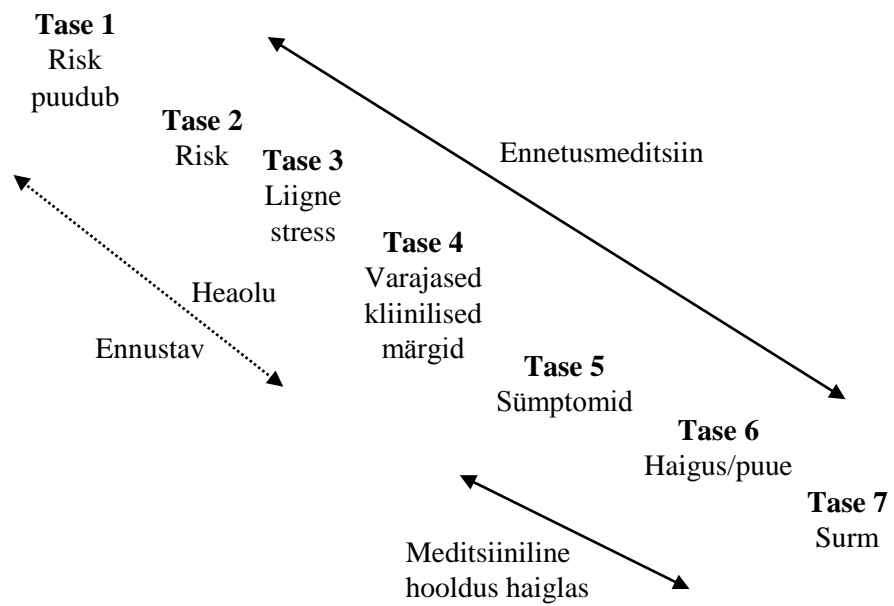 Tase 1
Risk
puudub
Tase 2
Risk
Tase 3
Liigne
stress
Ennetusmeditsiin
Tase 4
Varajased
kliinilised
märgid
Heaolu
Ennustav
Tase 5
Sümptomid
Tase 6
Haigus/puue
Tase 7
Surm
Meditsiiniline
hooldus haiglas